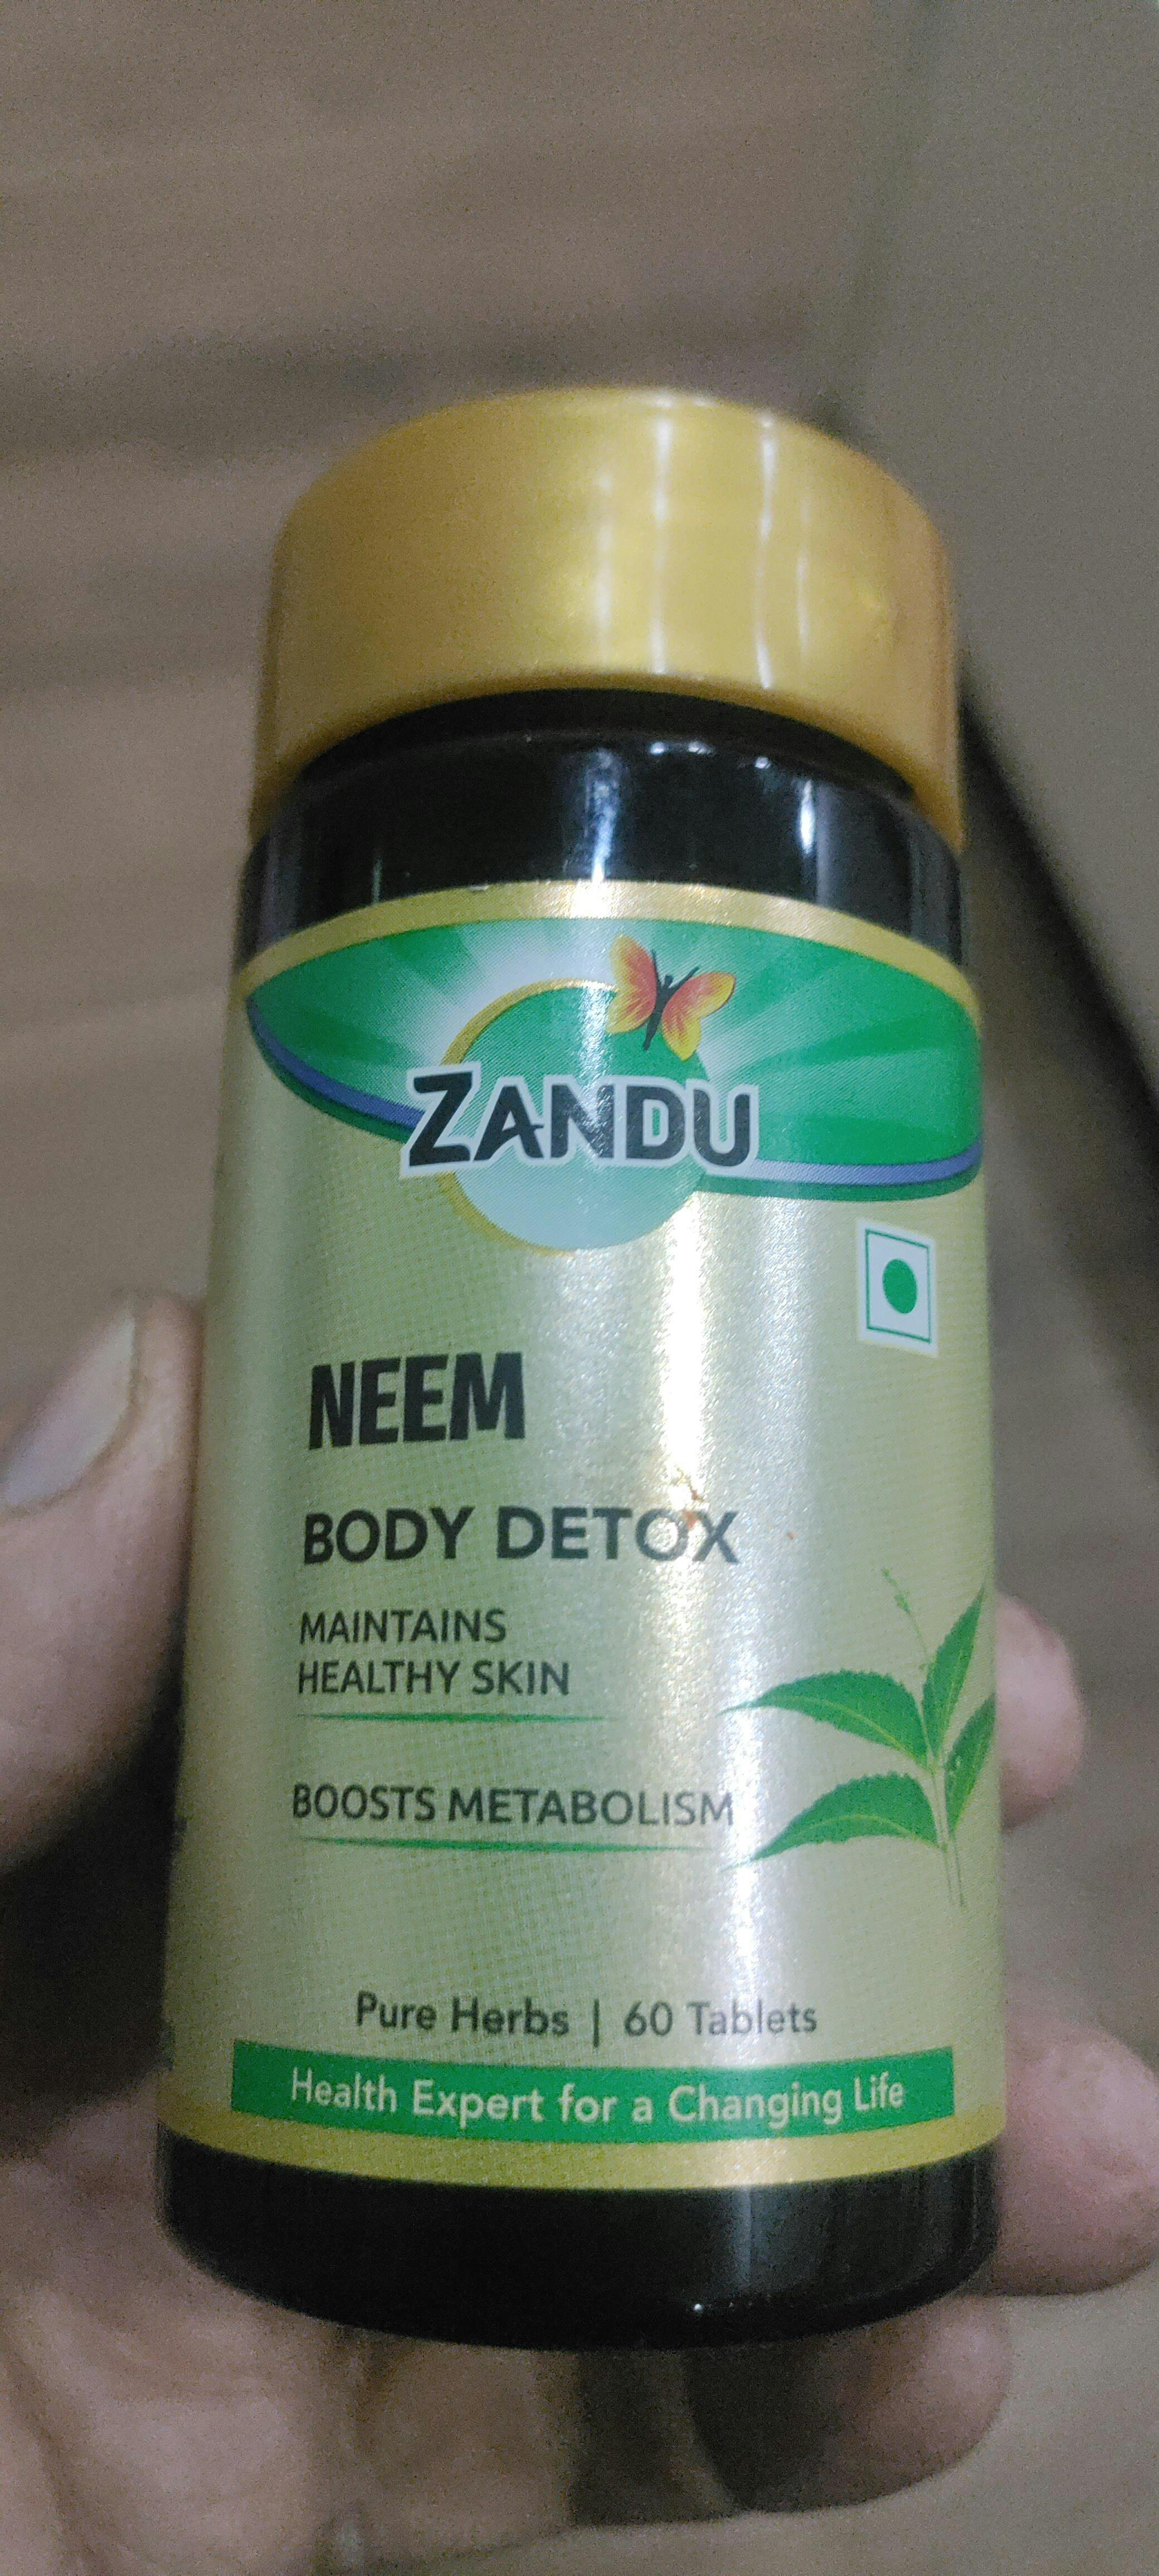 ZANDU
NEEM
BODY DETOX
MAINTAINS
HEALTHY SKIN
BOOSTS METABOLISM
Pure Herbs | 60 Tablets
Health Expert for a Changing Life